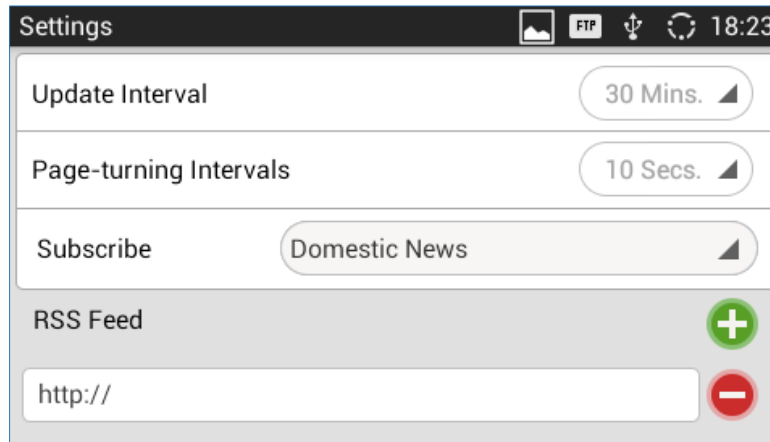 Settings FTP 18:23
Update Interval 30 Mins.
Page-turning Intervals 10 Secs.
Subscribe Domestic News
RSS Feed
http://